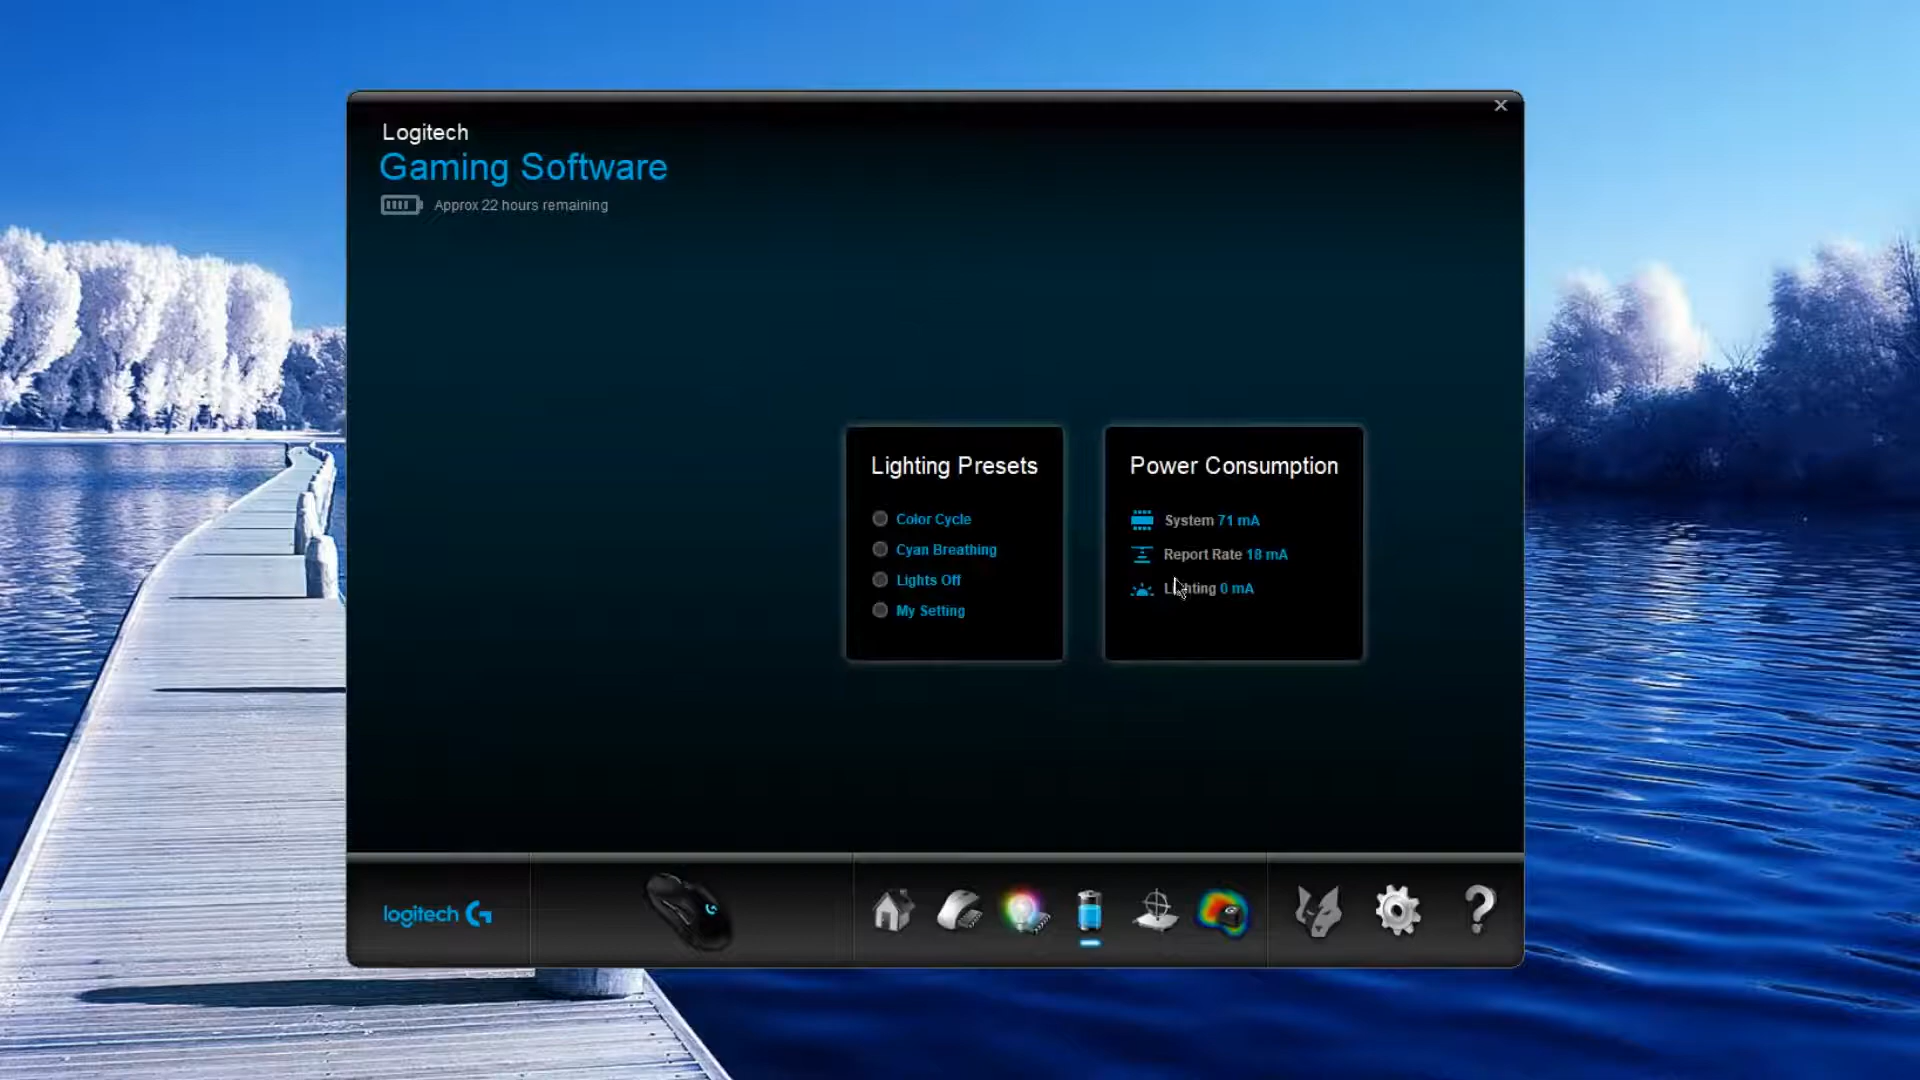 Logitech
Gaming Software
Approx 22 hours remaining
Lighting Presets
Color Cycle
Cyan Breathing
Lights Off
My Setting
Power Consumption
System 71 mA
Report Rate 18 mA
Lighting 0 mA
logitech G